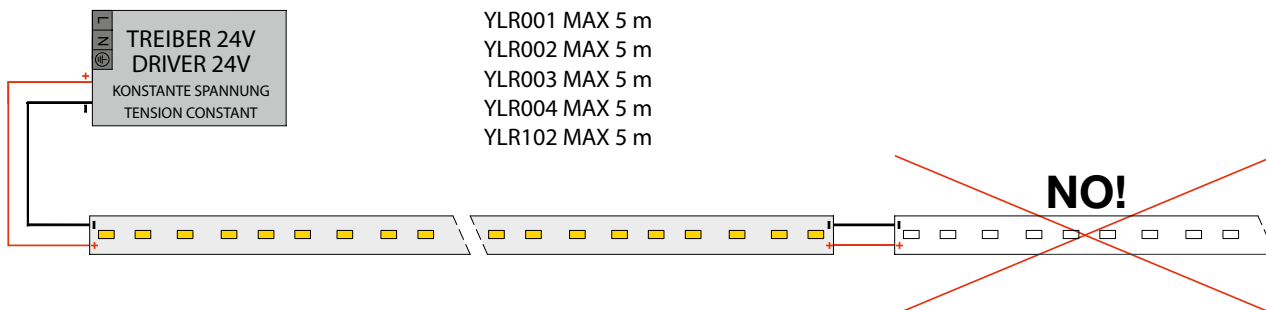 L
N
TREIBER 24V
DRIVER 24V
KONSTANTE SPANNUNG
TENSION CONSTANT
+
-
YLR001 MAX 5 m
YLR002 MAX 5 m
YLR003 MAX 5 m
YLR004 MAX 5 m
YLR102 MAX 5 m
NO!
- - -
+ + +